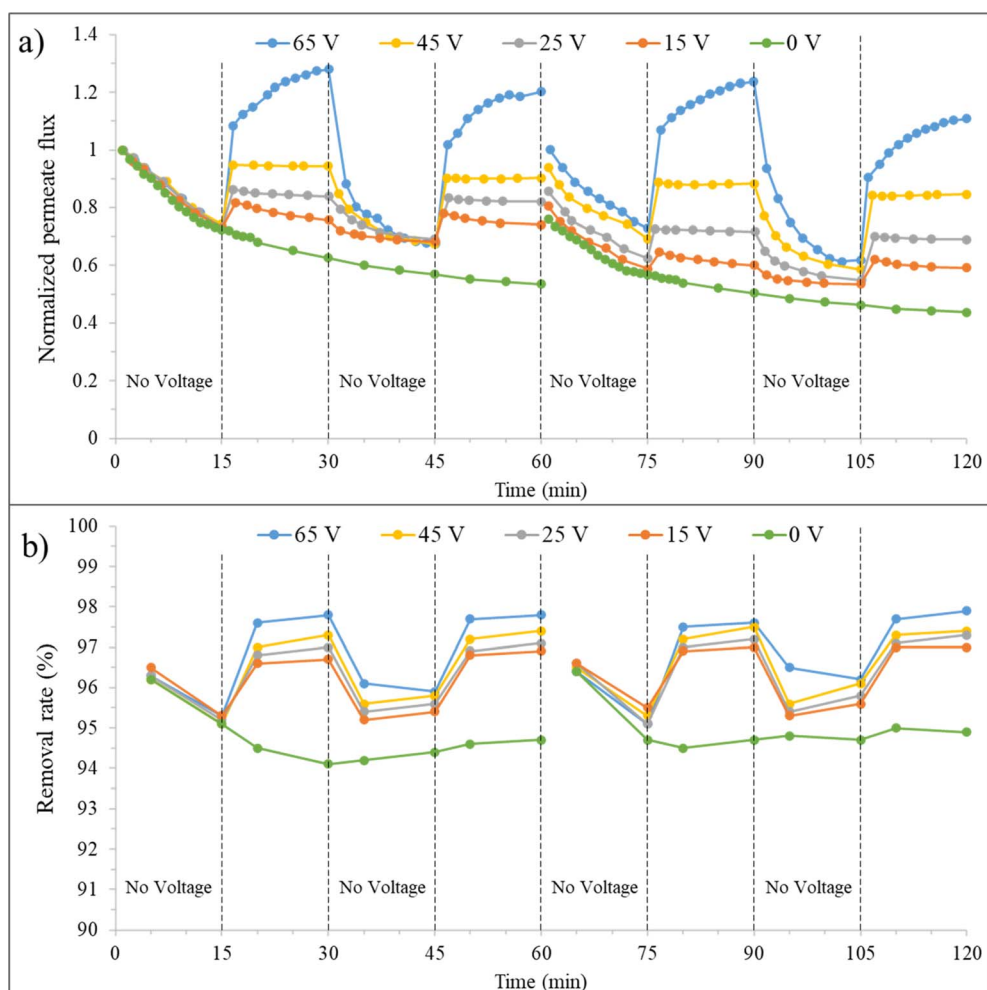 a)
65 V 45 V 25 V 15 V 0 V
Normalized permeate flux
1.4
1.2
1
0.8
0.6
0.4
0.2
0
No Voltage No Voltage No Voltage No Voltage
0 15 30 45 60 75 90 105 120
Time (min)
b)
65 V 45 V 25 V 15 V 0 V
Removal rate (%)
100
99
98
97
96
95
94
93
92
91
90
No Voltage No Voltage No Voltage No Voltage
0 15 30 45 60 75 90 105 120
Time (min)